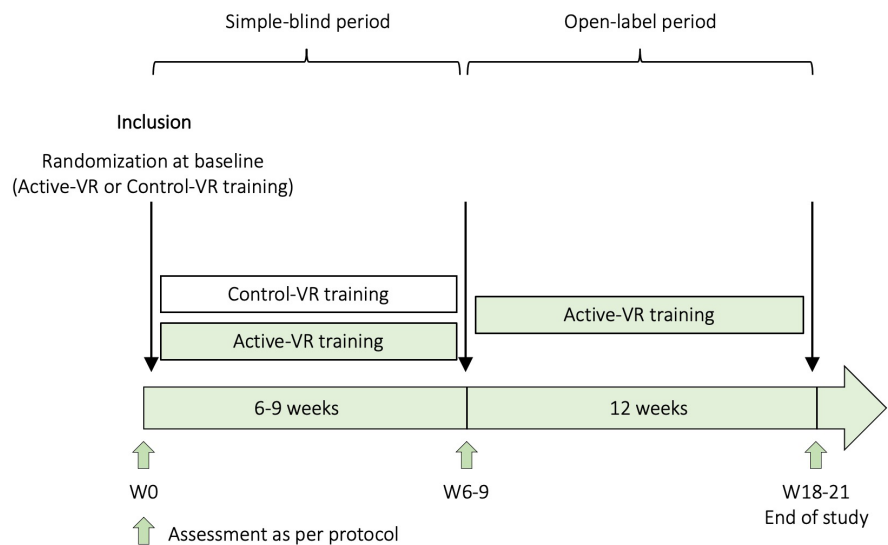 Simple-blind period
Open-label period
Inclusion
Randomization at baseline
(Active-VR or Control-VR training)
Control-VR training
Active-VR training
Active-VR training
6-9 weeks
12 weeks
W0
W6-9
W18-21
End of study
Assessment as per protocol